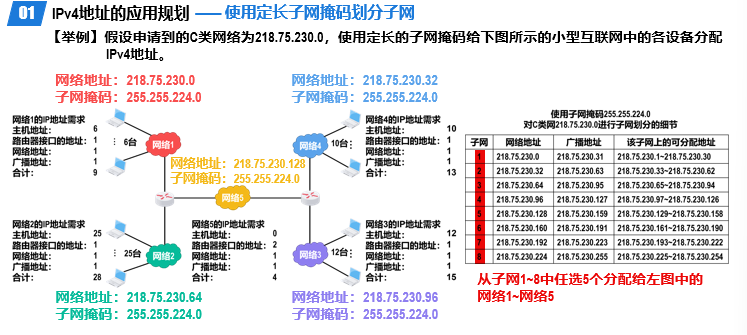 01 IPv4地址的应用规划 —— 使用定长子网掩码划分子网
【举例】假设申请到的C类网络为218.75.230.0，使用定长的子网掩码给下图所示的小型互联网中的各设备分配
IPv4地址。
网络地址：218.75.230.0
子网掩码：255.255.224.0
网络地址：218.75.230.32
子网掩码：255.255.224.0
网络1的IP地址需求
主机地址： 6
路由器接口的地址： 1
网络地址： 1
广播地址： 1
合计： 9
6台
网络1
网络4
10台
网络4的IP地址需求
主机地址： 10
路由器接口的地址： 1
网络地址： 1
广播地址： 1
合计： 13
网络地址：218.75.230.128
子网掩码：255.255.224.0
网络5
网络2的IP地址需求
主机地址： 25
路由器接口的地址： 1
网络地址： 1
广播地址： 1
合计： 28
25台
网络2
网络5的IP地址需求
主机地址： 0
路由器接口的地址： 2
网络地址： 1
广播地址： 1
合计： 4
网络3
12台
网络3的IP地址需求
主机地址： 12
路由器接口的地址： 1
网络地址： 1
广播地址： 1
合计： 15
网络地址：218.75.230.64
子网掩码：255.255.224.0
网络地址：218.75.230.96
子网掩码：255.255.224.0
使用子网掩码255.255.224.0
对C类网218.75.230.0进行子网划分的细节
子网 网络地址 广播地址 该子网上的可分配地址
1 218.75.230.0 218.75.230.31 218.75.230.1~218.75.230.30
2 218.75.230.32 218.75.230.63 218.75.230.33~218.75.230.62
3 218.75.230.64 218.75.230.95 218.75.230.65~218.75.230.94
4 218.75.230.96 218.75.230.127 218.75.230.97~218.75.230.126
5 218.75.230.128 218.75.230.159 218.75.230.129~218.75.230.158
6 218.75.230.160 218.75.230.191 218.75.230.161~218.75.230.190
7 218.75.230.192 218.75.230.223 218.75.230.193~218.75.230.222
8 218.75.230.224 218.75.230.255 218.75.230.225~218.75.230.254
从子网1~8中任选5个分配给左图中的
网络1~网络5